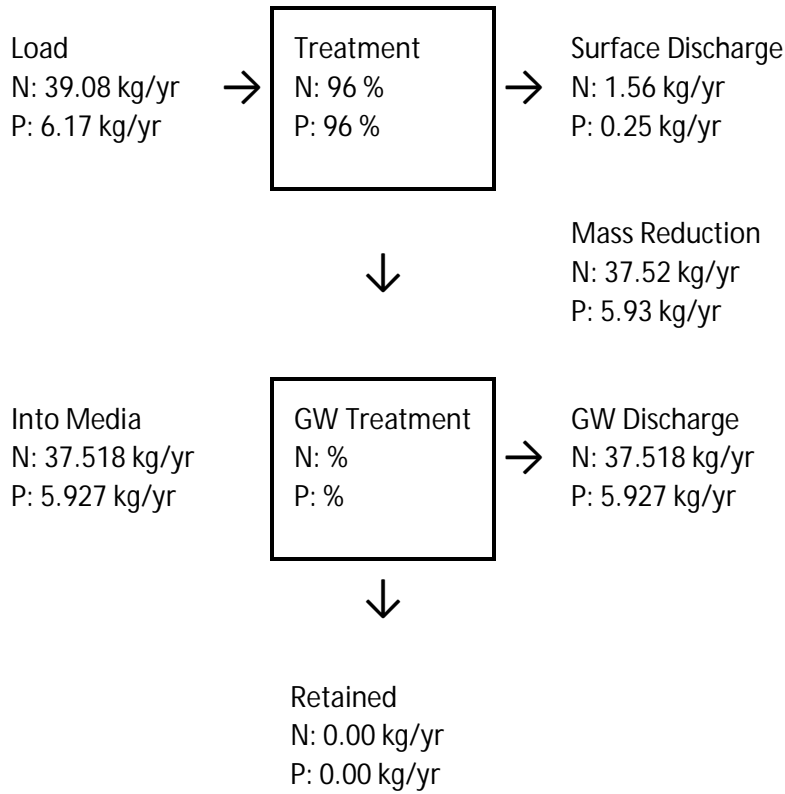 Load
N: 39.08 kg/yr
P: 6.17 kg/yr
Treatment
N: 96 %
P: 96 %
Surface Discharge
N: 1.56 kg/yr
P: 0.25 kg/yr
Mass Reduction
N: 37.52 kg/yr
P: 5.93 kg/yr
Into Media
N: 37.518 kg/yr
P: 5.927 kg/yr
GW Treatment
N: %
P: %
GW Discharge
N: 37.518 kg/yr
P: 5.927 kg/yr
Retained
N: 0.00 kg/yr
P: 0.00 kg/yr